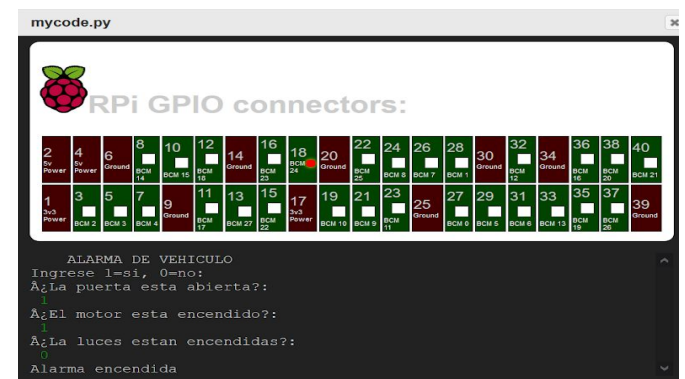 mycode.py
RPi GPIO connectors:
2 5v Power 4 5v Power 6 Ground 8 BCM 14 10 BCM 15 12 BCM 18 14 Ground 16 BCM 23 18 BCM 24 20 Ground 22 BCM 25 24 BCM 8 26 BCM 7 28 BCM 1 30 Ground 32 BCM 12 34 Ground 36 BCM 16 38 BCM 20 40 BCM 21
1 3v3 Power 3 BCM 2 5 BCM 3 7 BCM 4 9 Ground 11 BCM 17 13 BCM 27 15 BCM 22 17 3v3 Power 19 BCM 10 21 BCM 9 23 BCM 11 25 Ground 27 BCM 0 29 BCM 5 31 BCM 6 33 BCM 13 35 BCM 19 37 BCM 26 39 Ground
ALARMA DE VEHICULO
Ingrese 1=si, 0=no:
Â¿La puerta esta abierta?:
1
Â¿El motor esta encendido?:
1
Â¿La luces estan encendidas?:
0
Alarma encendida